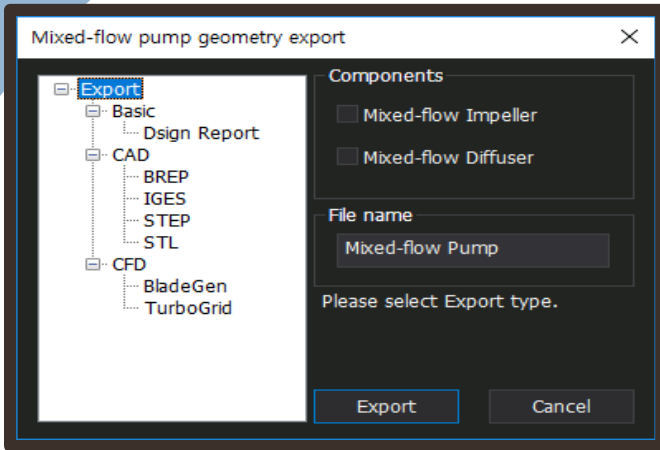 Mixed-flow pump geometry export
Export
Basic
Dsign Report
CAD
BREP
IGES
STEP
STL
CFD
BladeGen
TurboGrid
Components
Mixed-flow Impeller
Mixed-flow Diffuser
File name
Mixed-flow Pump
Please select Export type.
Export
Cancel